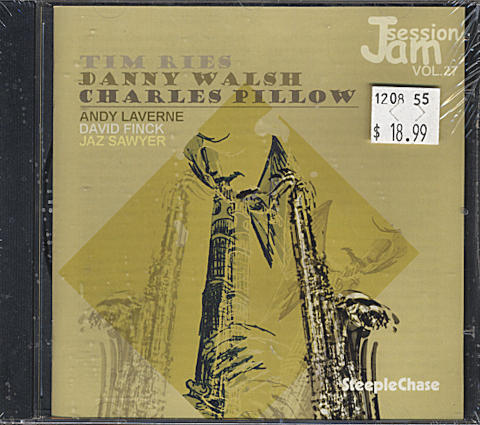 Jam session
VOL. 27
TIM RIES
DANNY WALSH
CHARLES PILLOW
ANDY LAVERNE
DAVID FINCK
JAZ SAWYER
1208 55
$ 18.99
SteepleChase